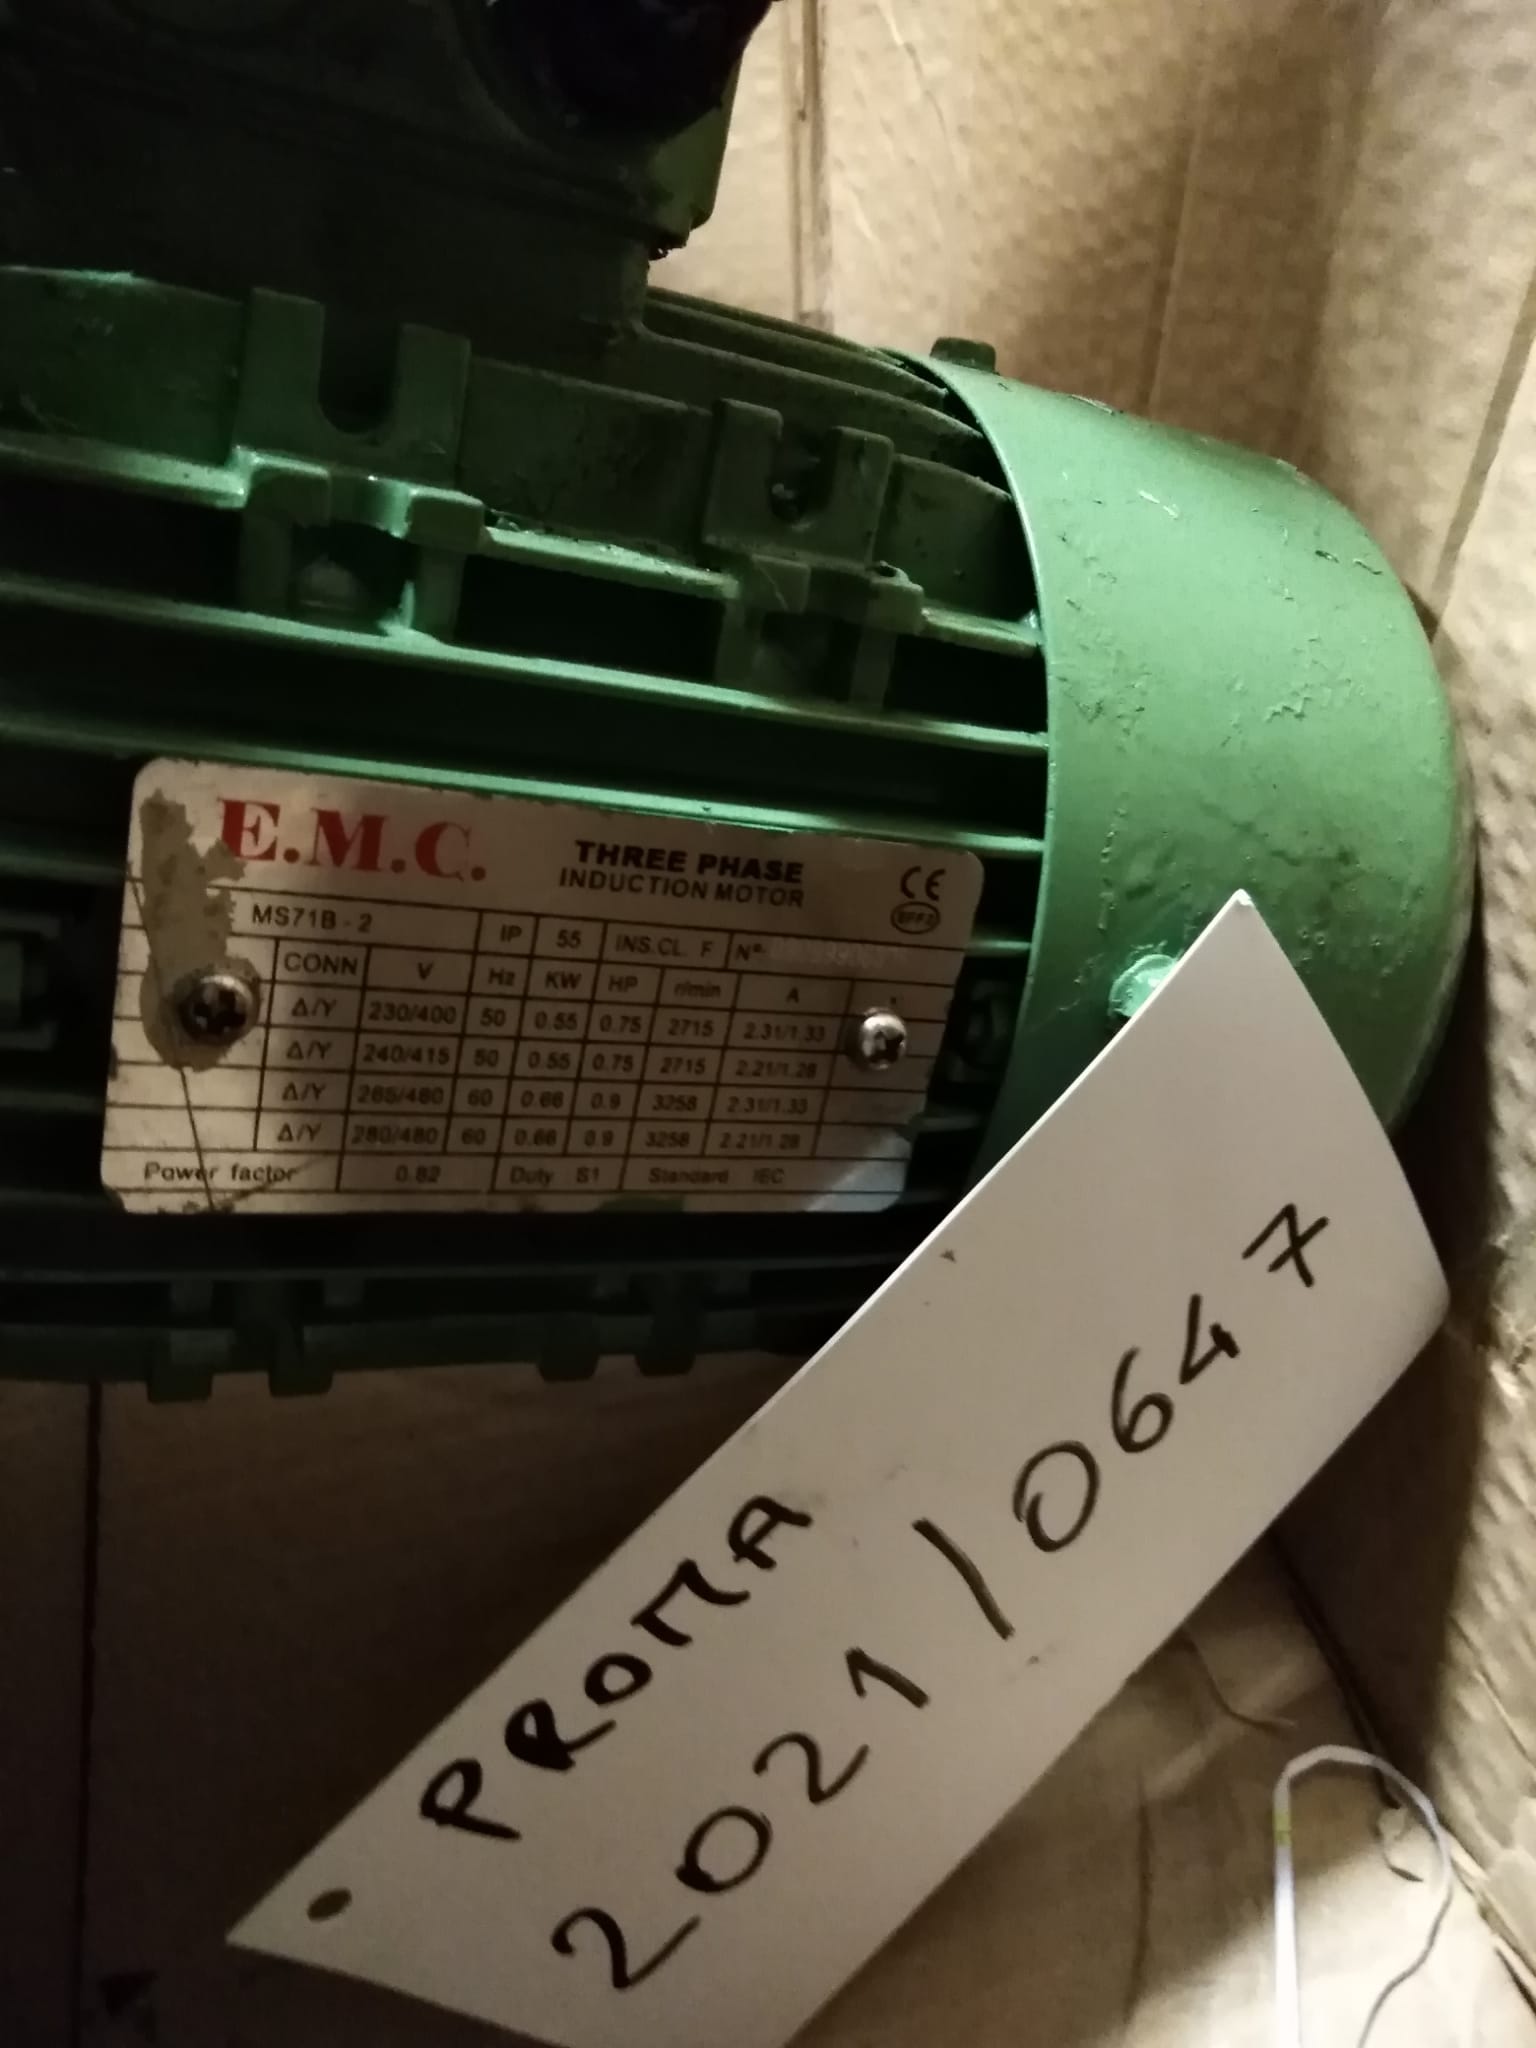 E.M.C.
THREE PHASE
INDUCTION MOTOR
CE
EFF2
MS71B-2 IP 55 INS.CL. F Nº
CONN V Hz KW HP r/min A
Δ/Y 230/400 50 0.55 0.75 2715 2.31/1.33
Δ/Y 240/415 50 0.55 0.75 2715 2.21/1.28
Δ/Y 265/460 60 0.66 0.9 3258 2.31/1.33
Δ/Y 280/480 60 0.66 0.9 3258 2.21/1.28
Power factor 0.82 Duty S1 Standard IEC
PROMA
2021/0647